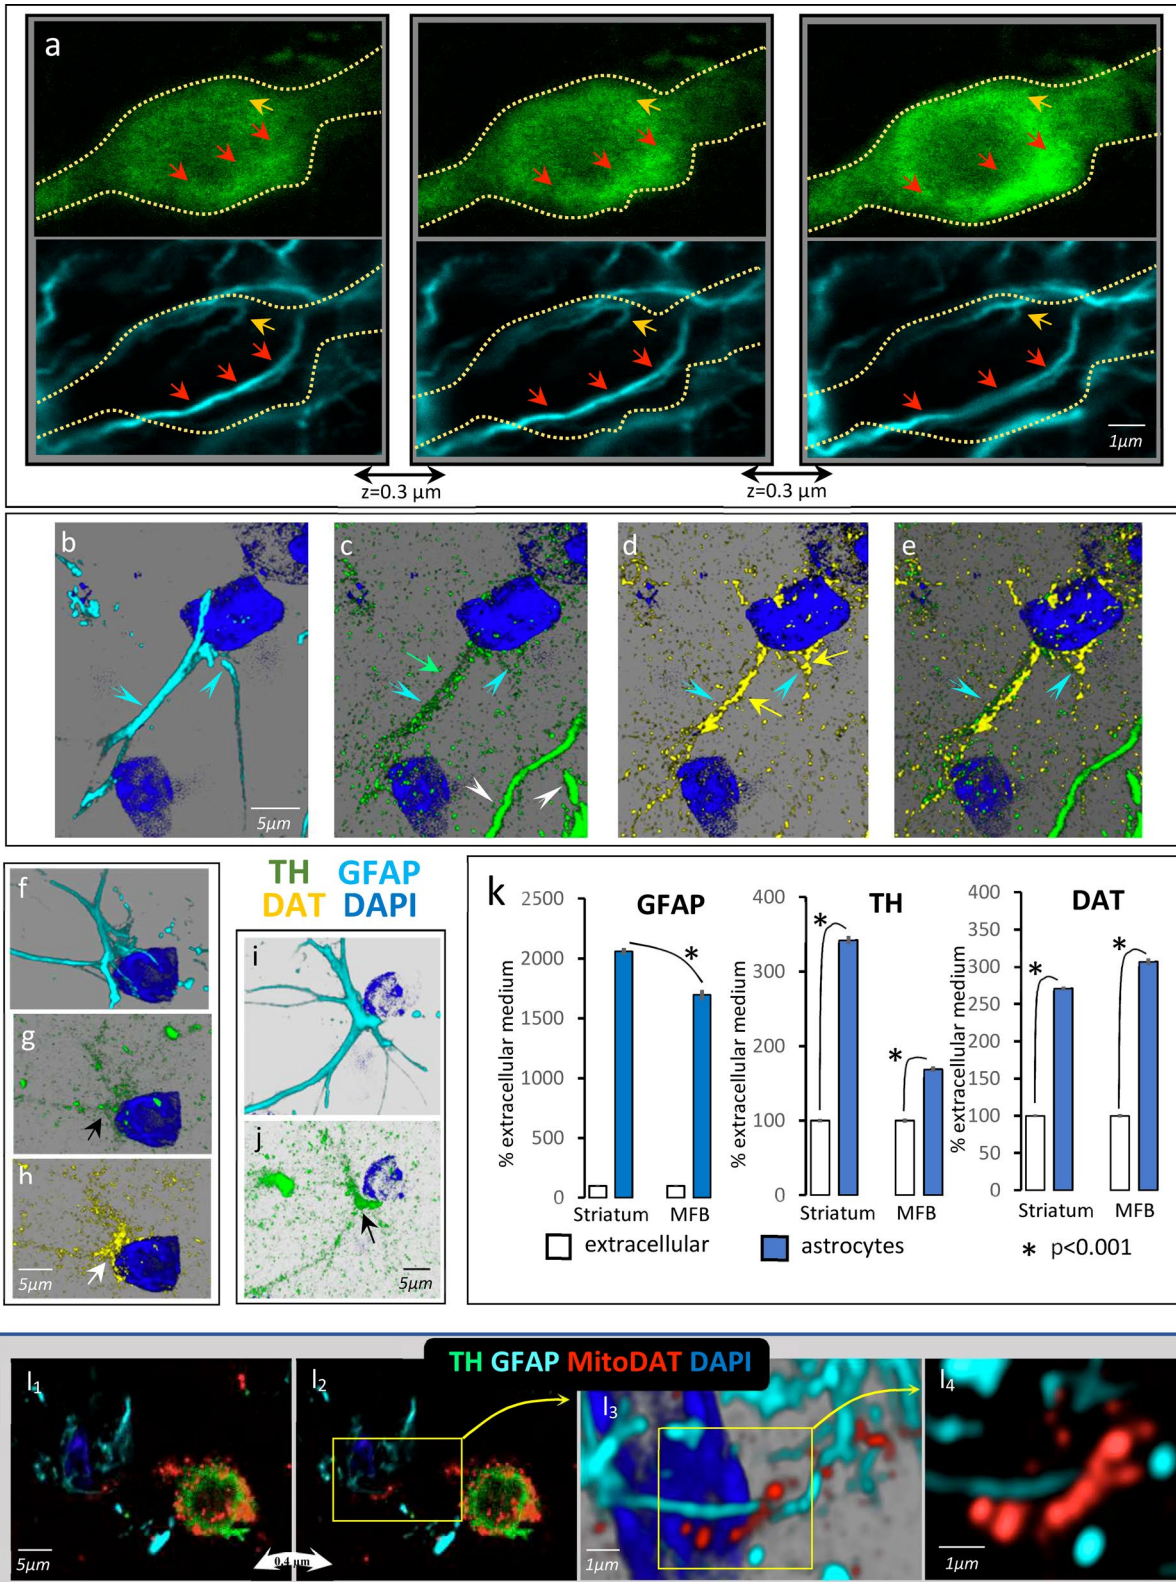 a
1µm
z=0.3 µm
z=0.3 µm
b
c
d
e
5µm
TH GFAP
DAT DAPI
f
g
h
5µm
i
j
5µm
k
GFAP
% extracellular medium
2500
2000
1500
1000
500
0
Striatum MFB
TH
% extracellular medium
400
300
200
100
0
Striatum MFB
DAT
% extracellular medium
400
350
300
250
200
150
100
50
0
Striatum MFB
*
*
*
*
*
extracellular
astrocytes
* p<0.001
TH GFAP MitoDAT DAPI
l1
l2
l3
l4
5µm
0.4 µm
1µm
1µm